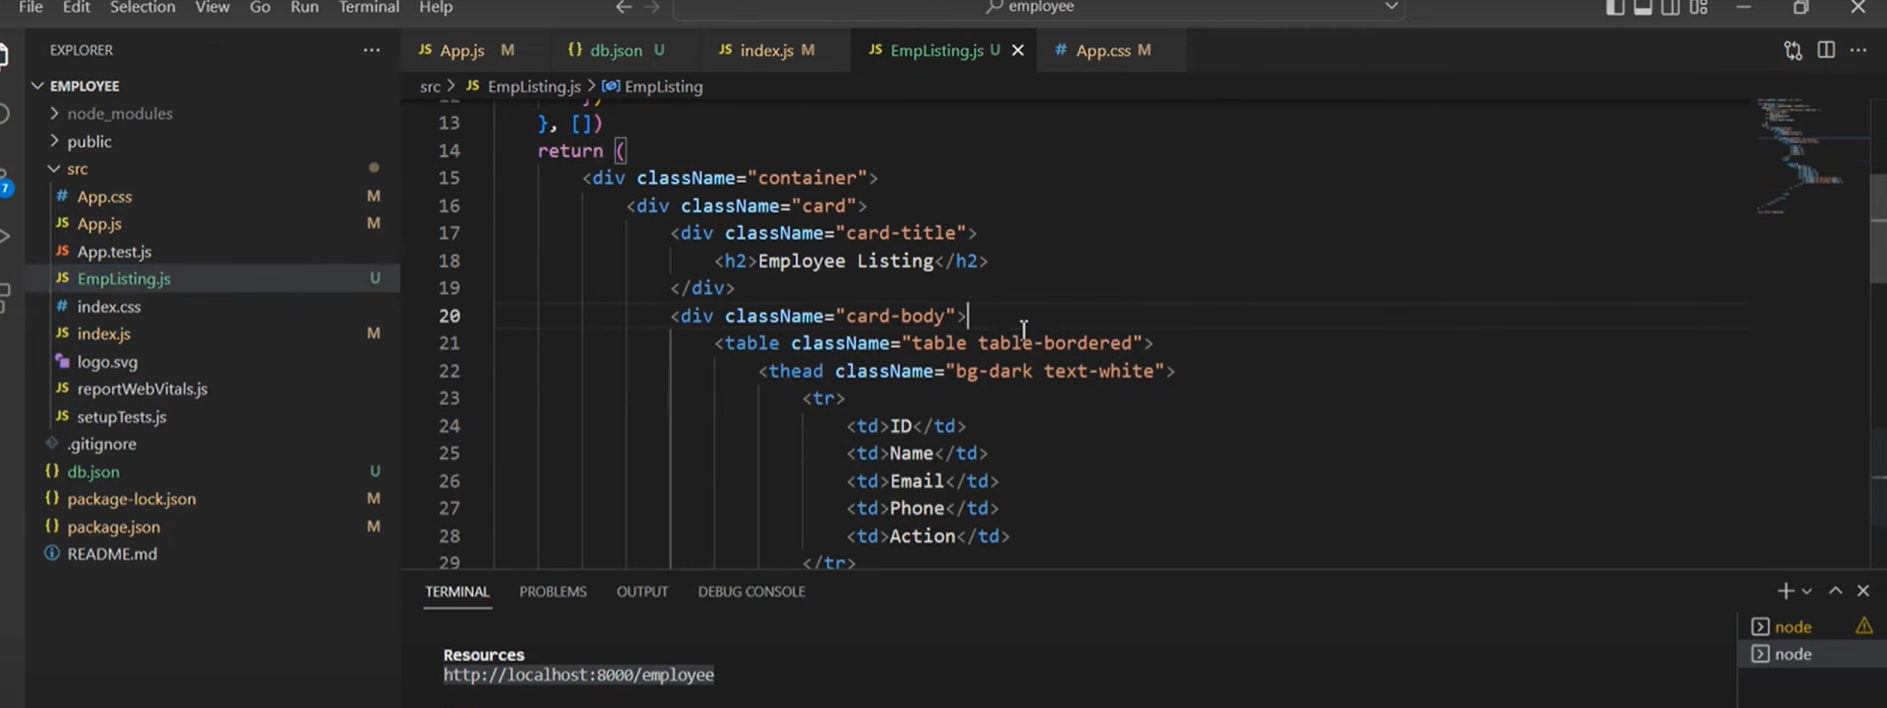 File Edit Selection View Go Run Terminal Help employee
EXPLORER
EMPLOYEE
node_modules
public
src
# App.css M
JS App.js M
JS App.test.js
JS EmpListing.js U
# index.css
JS index.js M
logo.svg
JS reportWebVitals.js
JS setupTests.js
.gitignore
{} db.json U
{} package-lock.json M
{} package.json M
README.md
7
JS App.js M {} db.json U JS index.js M JS EmpListing.js U # App.css M
src > JS EmpListing.js > EmpListing
13 }, [])
14 return (
15 <div className="container">
16 <div className="card">
17 <div className="card-title">
18 <h2>Employee Listing</h2>
19 </div>
20 <div className="card-body">
21 <table className="table table-bordered">
22 <thead className="bg-dark text-white">
23 <tr>
24 <td>ID</td>
25 <td>Name</td>
26 <td>Email</td>
27 <td>Phone</td>
28 <td>Action</td>
29 </tr>
TERMINAL PROBLEMS OUTPUT DEBUG CONSOLE
Resources
http://localhost:8000/employee
node
node